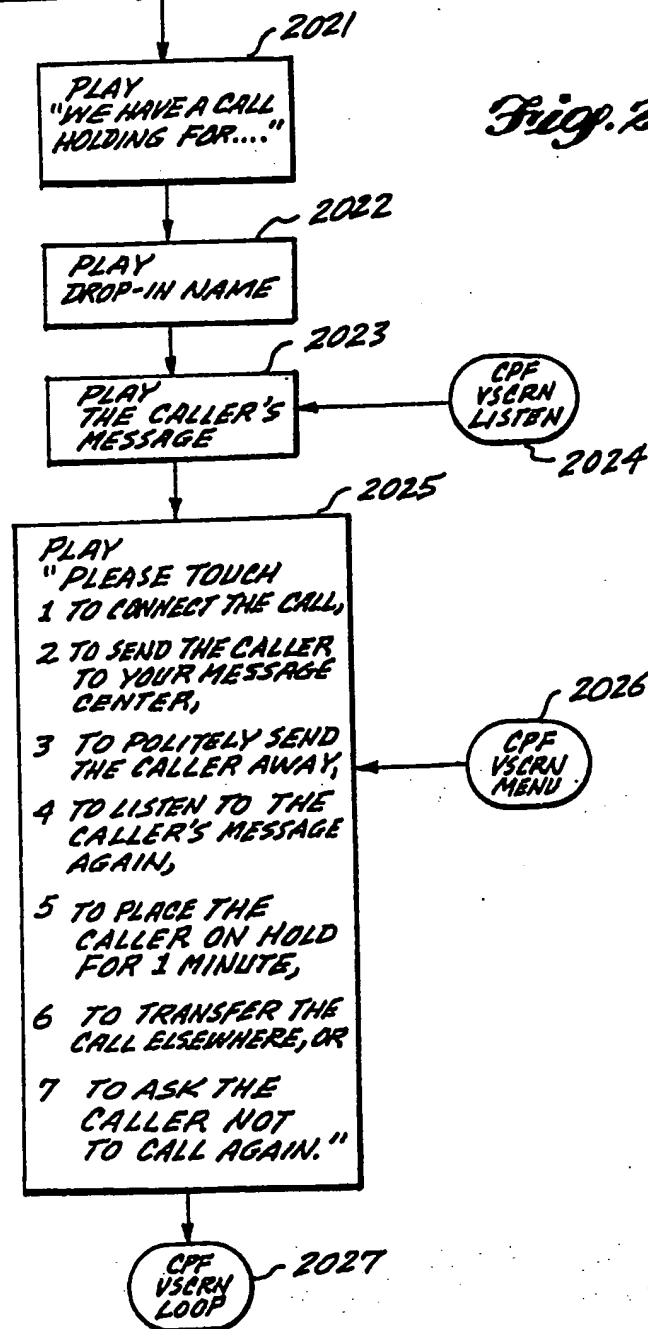 2021
PLAY
"WE HAVE A CALL
HOLDING FOR...."
Fig. 2
2022
PLAY
DROP-IN NAME
2023
PLAY
THE CALLER'S
MESSAGE
CPF
VSCRN
LISTEN
2024
2025
PLAY
"PLEASE TOUCH
1 TO CONNECT THE CALL,
2 TO SEND THE CALLER
TO YOUR MESSAGE
CENTER,
3 TO POLITELY SEND
THE CALLER AWAY,
4 TO LISTEN TO THE
CALLER'S MESSAGE
AGAIN,
5 TO PLACE THE
CALLER ON HOLD
FOR 1 MINUTE,
6 TO TRANSFER THE
CALL ELSEWHERE, OR
7 TO ASK THE
CALLER NOT
TO CALL AGAIN."
2026
CPF
VSCRN
MENU
CPF
VSCRN
LOOP
2027